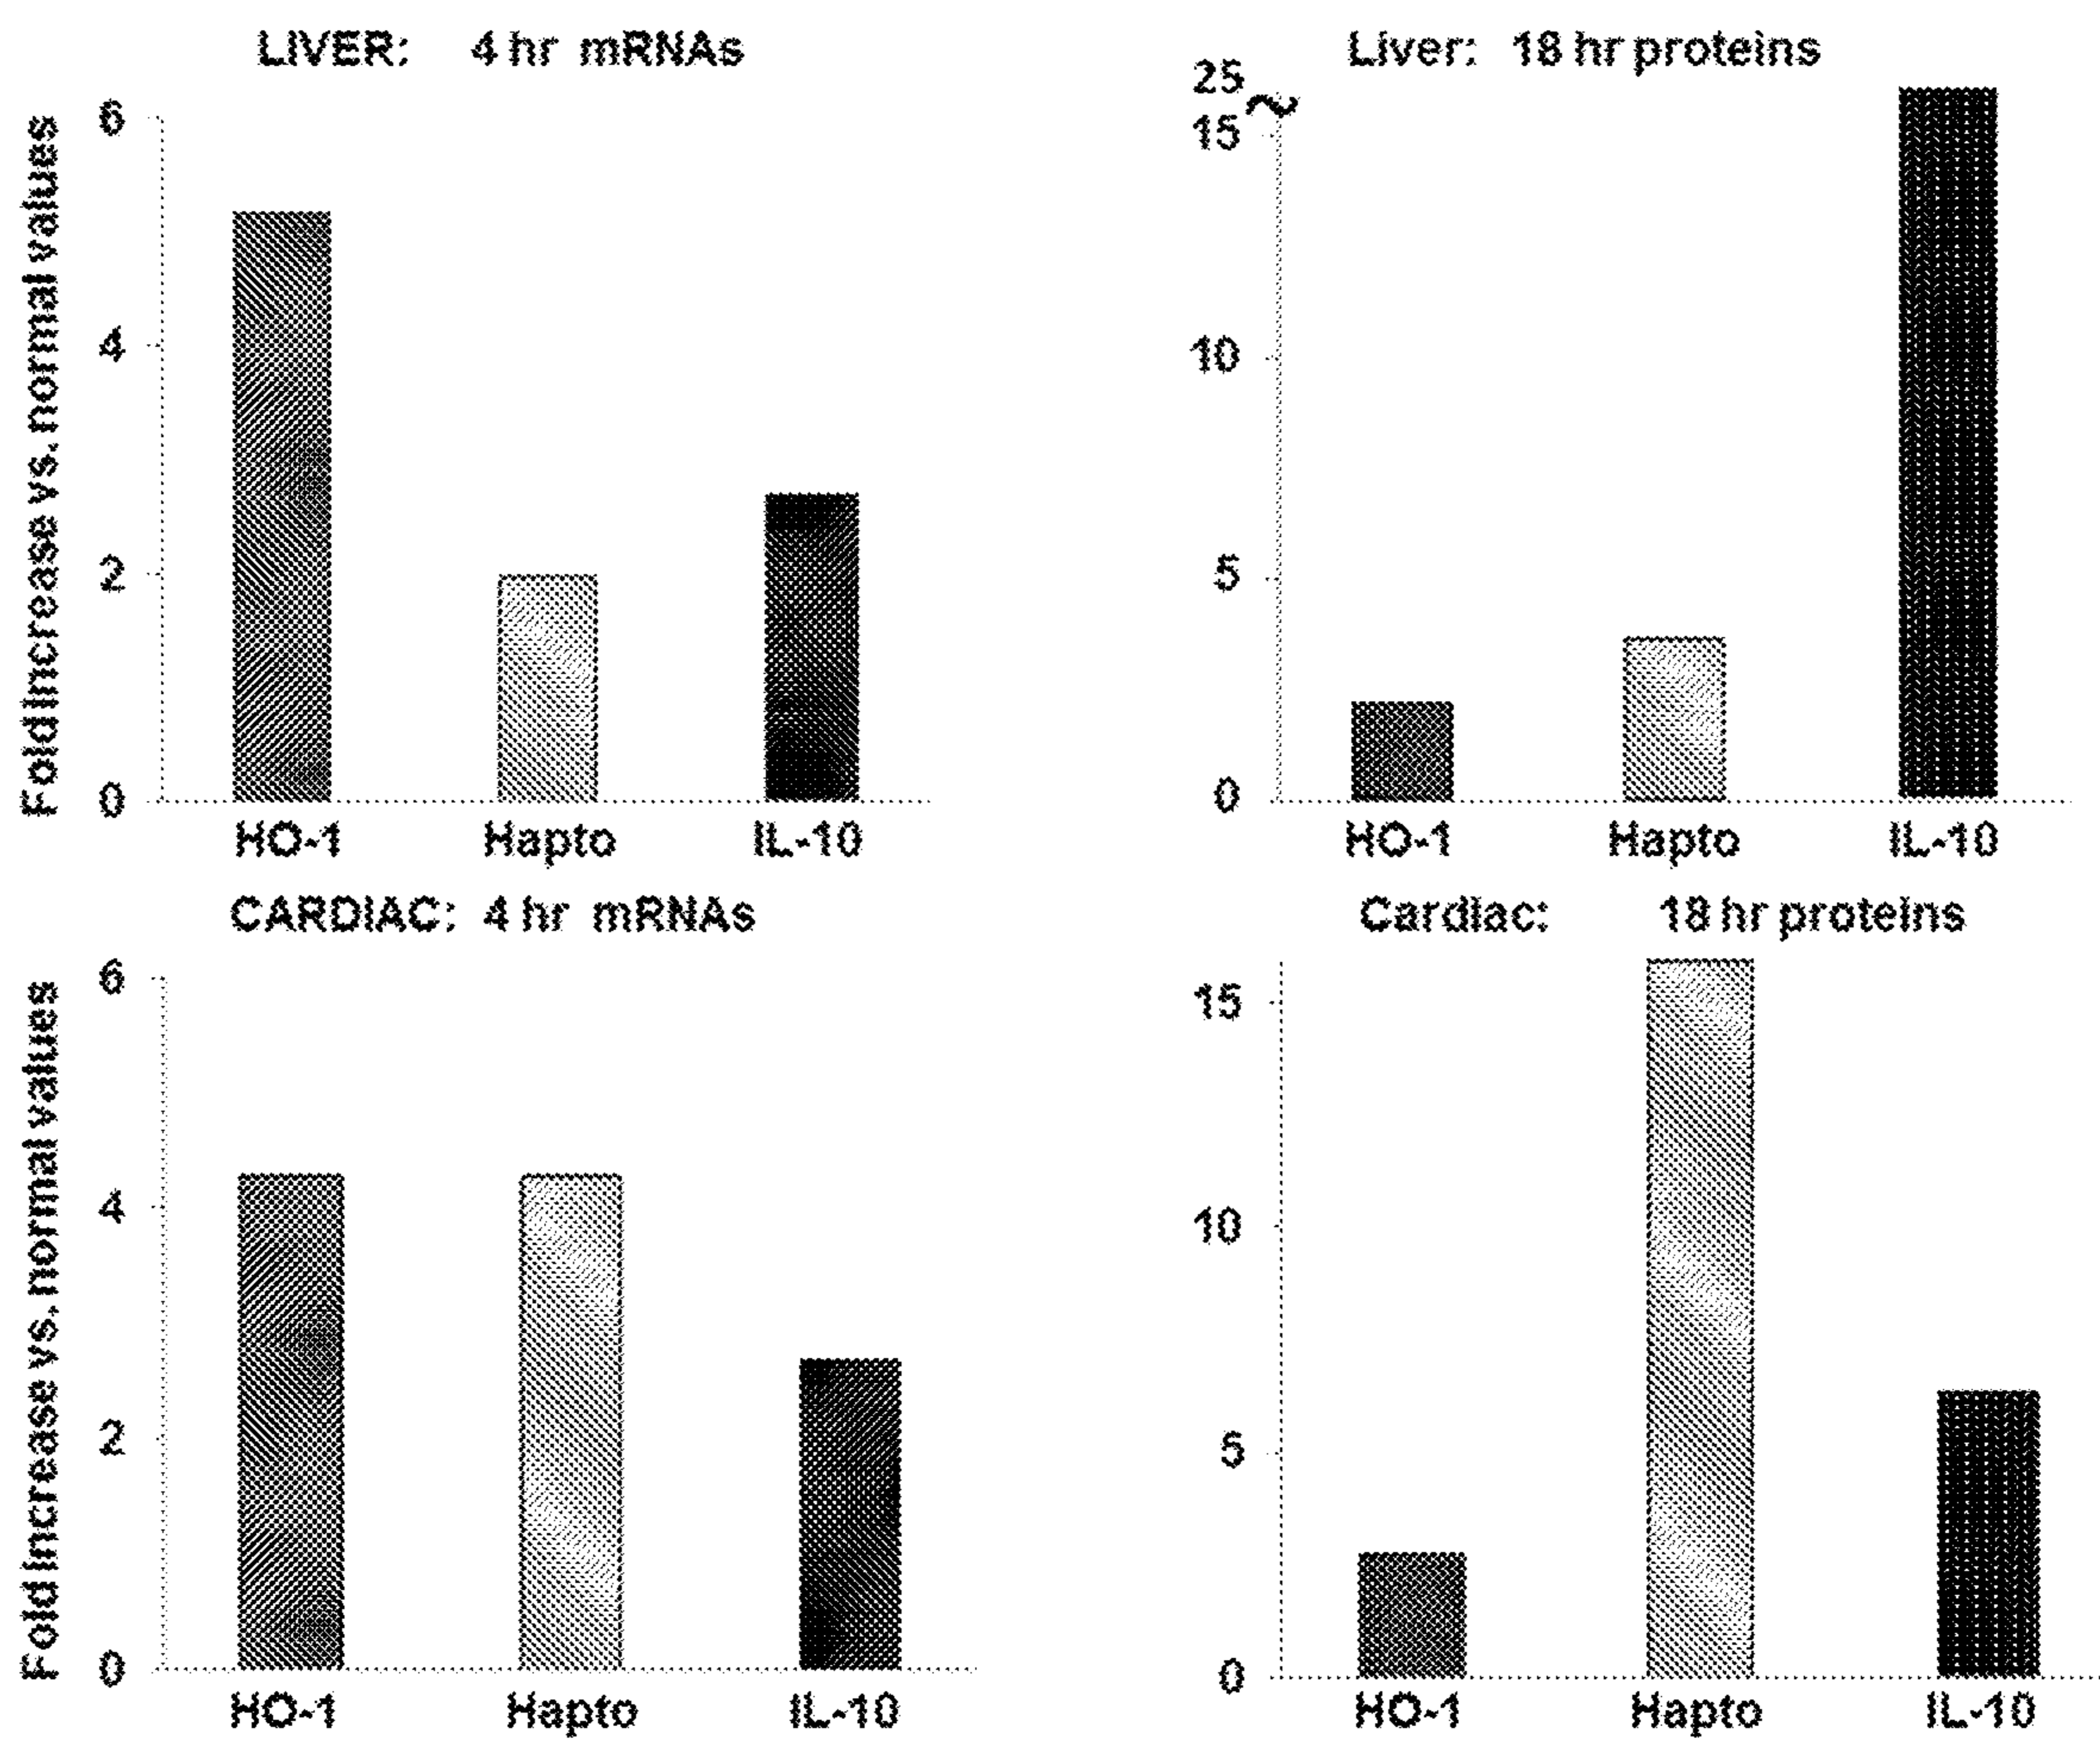 LIVER: 4 hr mRNAs
Fold increase vs. normal values
6
4
2
0
HO-1 Hapto IL-10
Liver: 18 hr proteins
25
~
15
10
5
0
HO-1 Hapto IL-10
CARDIAC: 4 hr mRNAs
Fold increase vs. normal values
6
4
2
0
HO-1 Hapto IL-10
Cardiac: 18 hr proteins
15
10
5
0
HO-1 Hapto IL-10